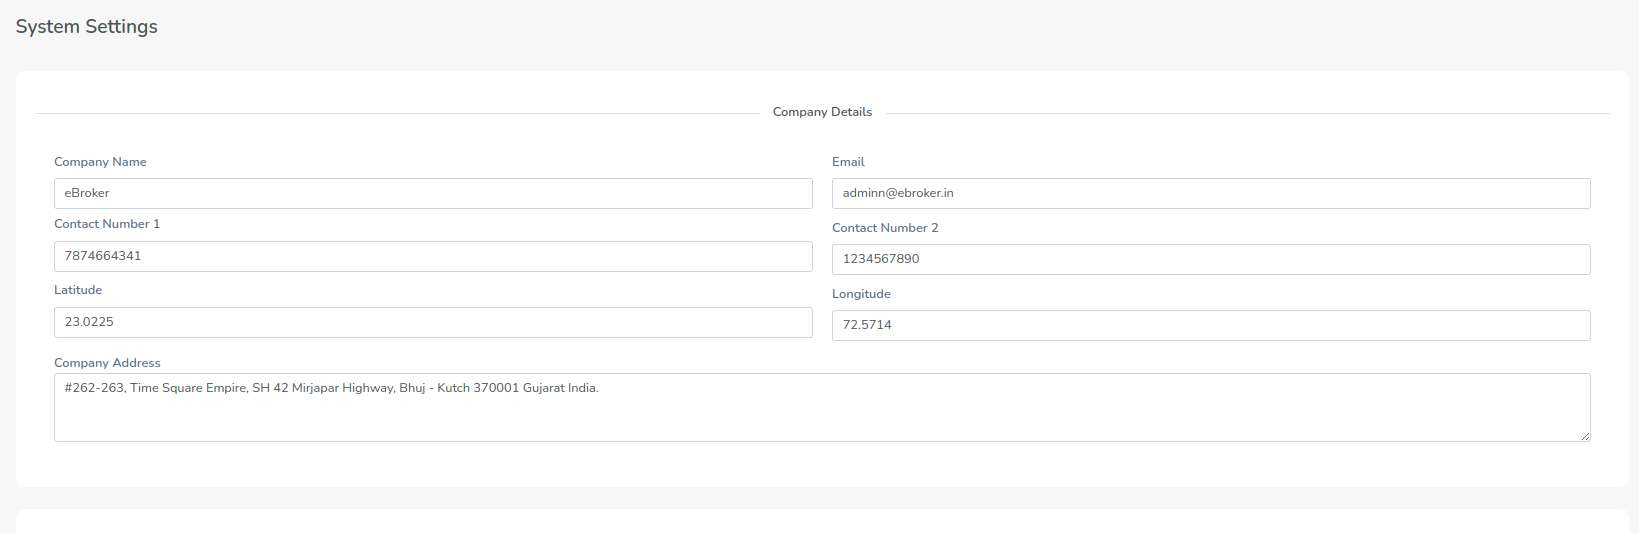 System Settings
Company Details
Company Name
Email
eBroker
adminn@ebroker.in
Contact Number 1
Contact Number 2
7874664341
1234567890
Latitude
Longitude
23.0225
72.5714
Company Address
#262-263, Time Square Empire, SH 42 Mirjapar Highway, Bhuj - Kutch 370001 Gujarat India.